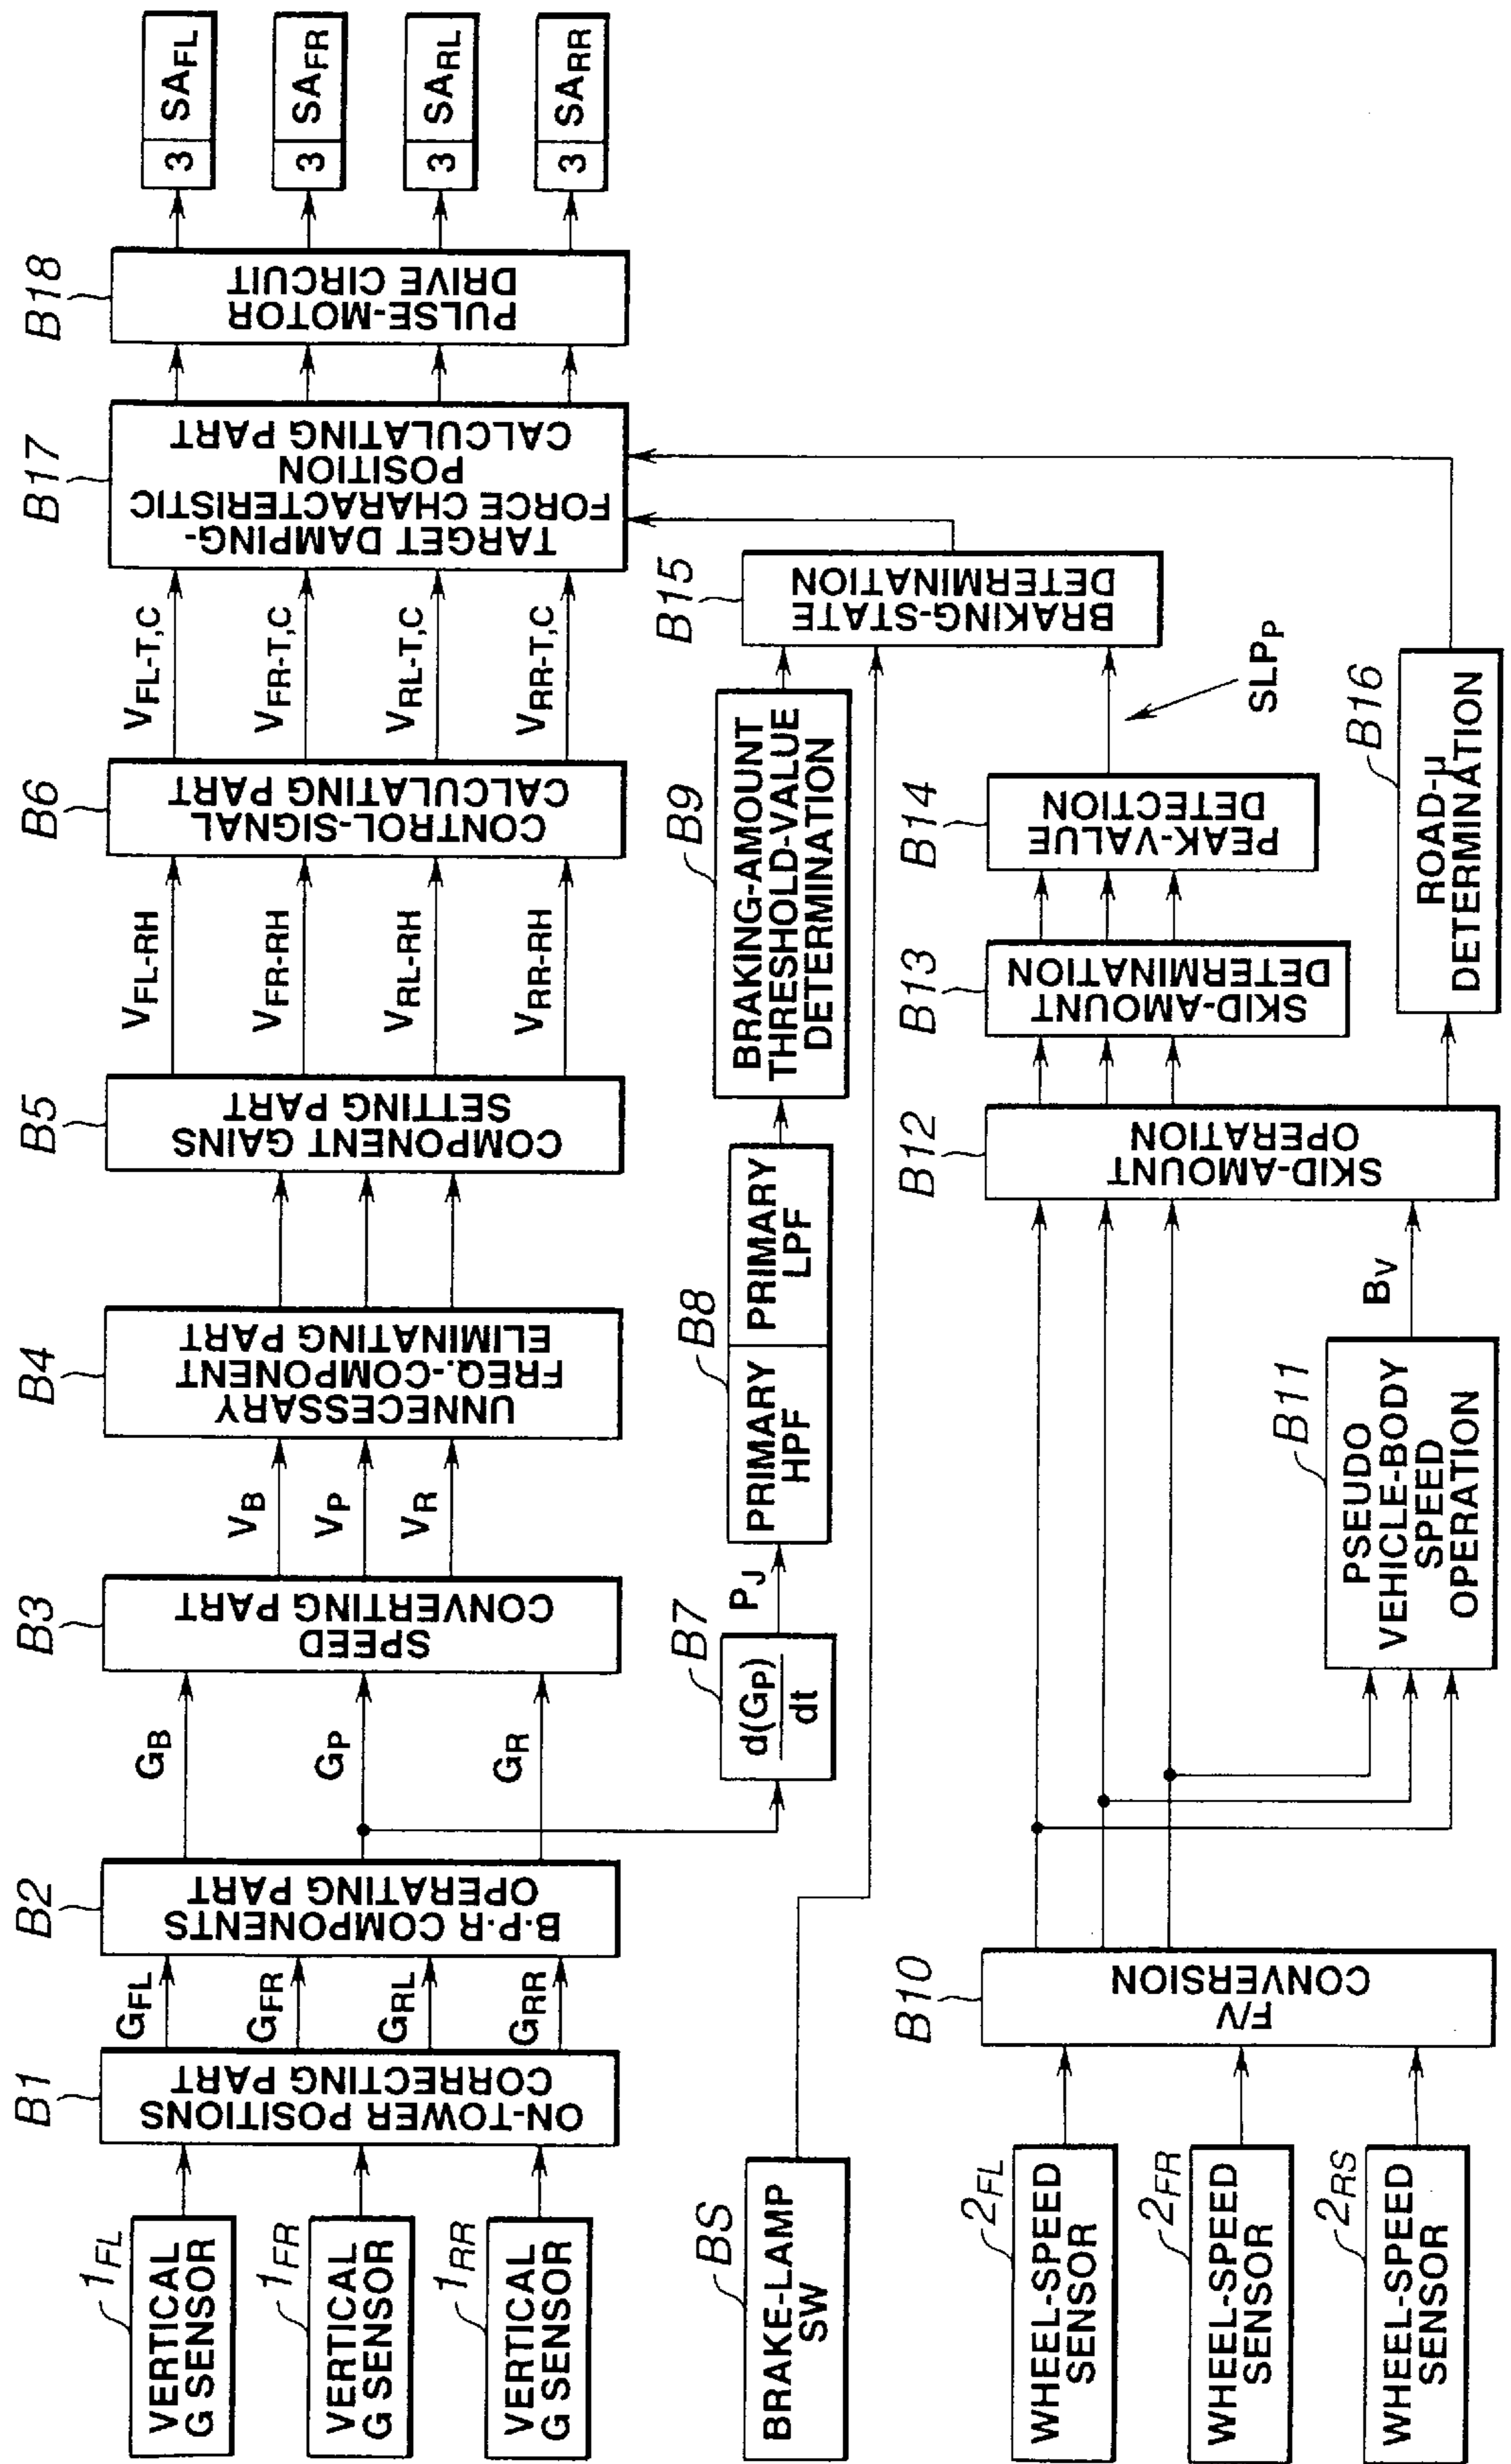 1FL
VERTICAL
G SENSOR
1FR
VERTICAL
G SENSOR
1RR
VERTICAL
G SENSOR
B1
ON-TOWER POSITIONS
CORRECTING PART
GFL
GFR
GRL
GRR
B2
B·P·R COMPONENTS
OPERATING PART
GB
GP
GR
B3
SPEED
CONVERTING PART
VB
VP
VR
B4
UNNECESSARY
FREQ.-COMPONENT
ELIMINATING PART
B5
COMPONENT GAINS
SETTING PART
VFL-RH
VFR-RH
VRL-RH
VRR-RH
B6
CONTROL-SIGNAL
CALCULATING PART
VFL-T,C
VFR-T,C
VRL-T,C
VRR-T,C
B17
TARGET DAMPING-
FORCE CHARACTERISTIC
POSITION
CALCULATING PART
B18
PULSE-MOTOR
DRIVE CIRCUIT
3 SAFL
3 SAFR
3 SARL
3 SARR
BS
BRAKE-LAMP
SW
B7
d(GP)
dt
PJ
B8
PRIMARY
HPF
PRIMARY
LPF
B9
BRAKING-AMOUNT
THRESHOLD-VALUE
DETERMINATION
B15
BRAKING-STATE
DETERMINATION
2FL
WHEEL-SPEED
SENSOR
2FR
WHEEL-SPEED
SENSOR
2RS
WHEEL-SPEED
SENSOR
B10
F/V
CONVERSION
B11
PSEUDO
VEHICLE-BODY
SPEED
OPERATION
BV
B12
SKID-AMOUNT
OPERATION
B13
SKID-AMOUNT
DETERMINATION
B14
PEAK-VALUE
DETECTION
SLPP
B16
ROAD-μ
DETERMINATION